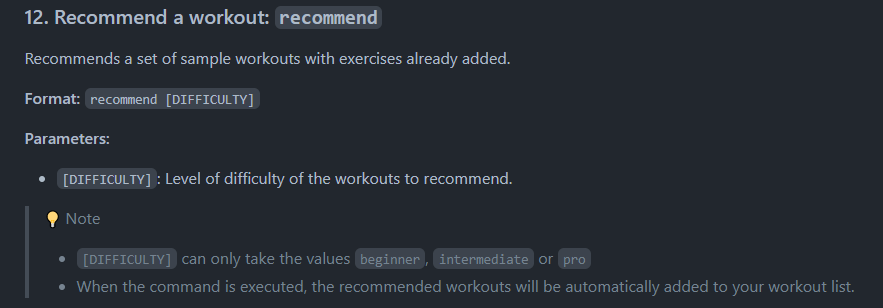 12. Recommend a workout: recommend
Recommends a set of sample workouts with exercises already added.
Format: recommend [DIFFICULTY]
Parameters:
• [DIFFICULTY]: Level of difficulty of the workouts to recommend.
💡 Note
• [DIFFICULTY] can only take the values beginner, intermediate or pro
• When the command is executed, the recommended workouts will be automatically added to your workout list.